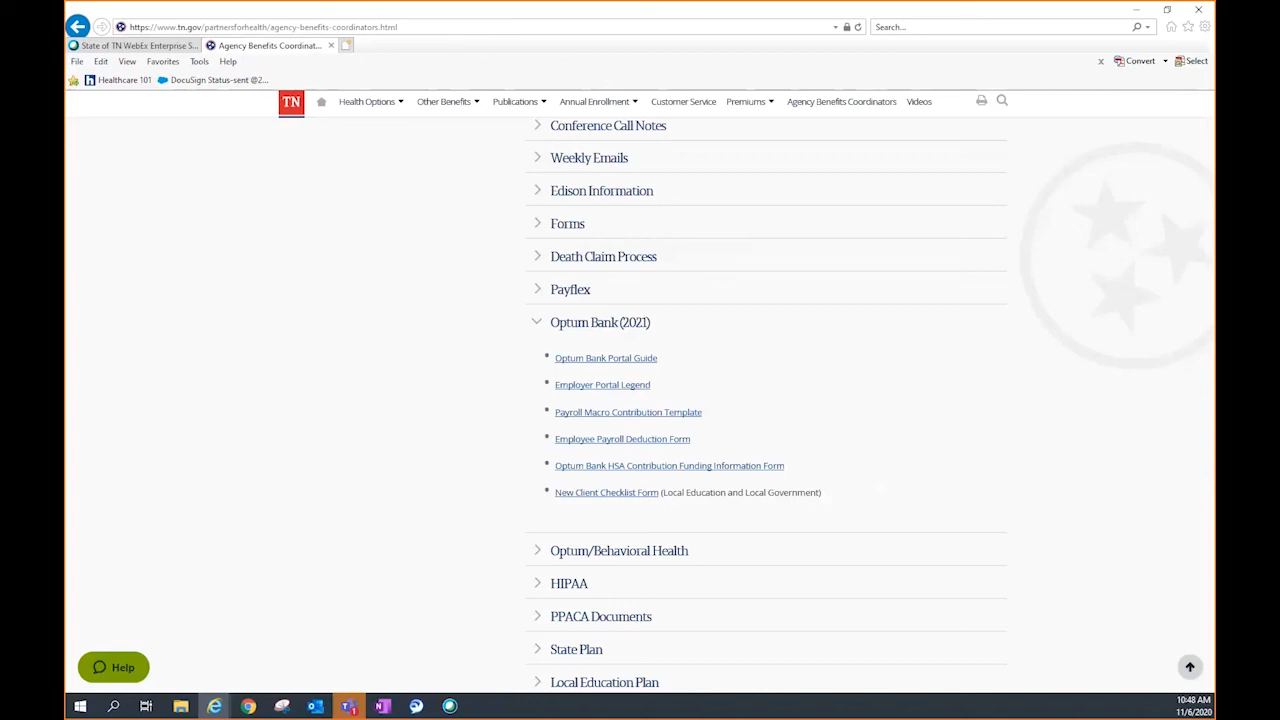 https://www.tn.gov/partnersforhealth/agency-benefits-coordinators.html
Search...
State of TN WebEx Enterprise S...
Agency Benefits Coordinat...
File Edit View Favorites Tools Help
x Convert Select
Healthcare 101 DocuSign Status-sent @2...
TN Health Options Other Benefits Publications Annual Enrollment Customer Service Premiums Agency Benefits Coordinators Videos
Conference Call Notes
Weekly Emails
Edison Information
Forms
Death Claim Process
Payflex
Optum Bank (2021)
Optum Bank Portal Guide
Employer Portal Legend
Payroll Macro Contribution Template
Employee Payroll Deduction Form
Optum Bank HSA Contribution Funding Information Form
New Client Checklist Form (Local Education and Local Government)
Optum/Behavioral Health
HIPAA
PPACA Documents
State Plan
Help
Local Education Plan
10:48 AM
11/6/2020